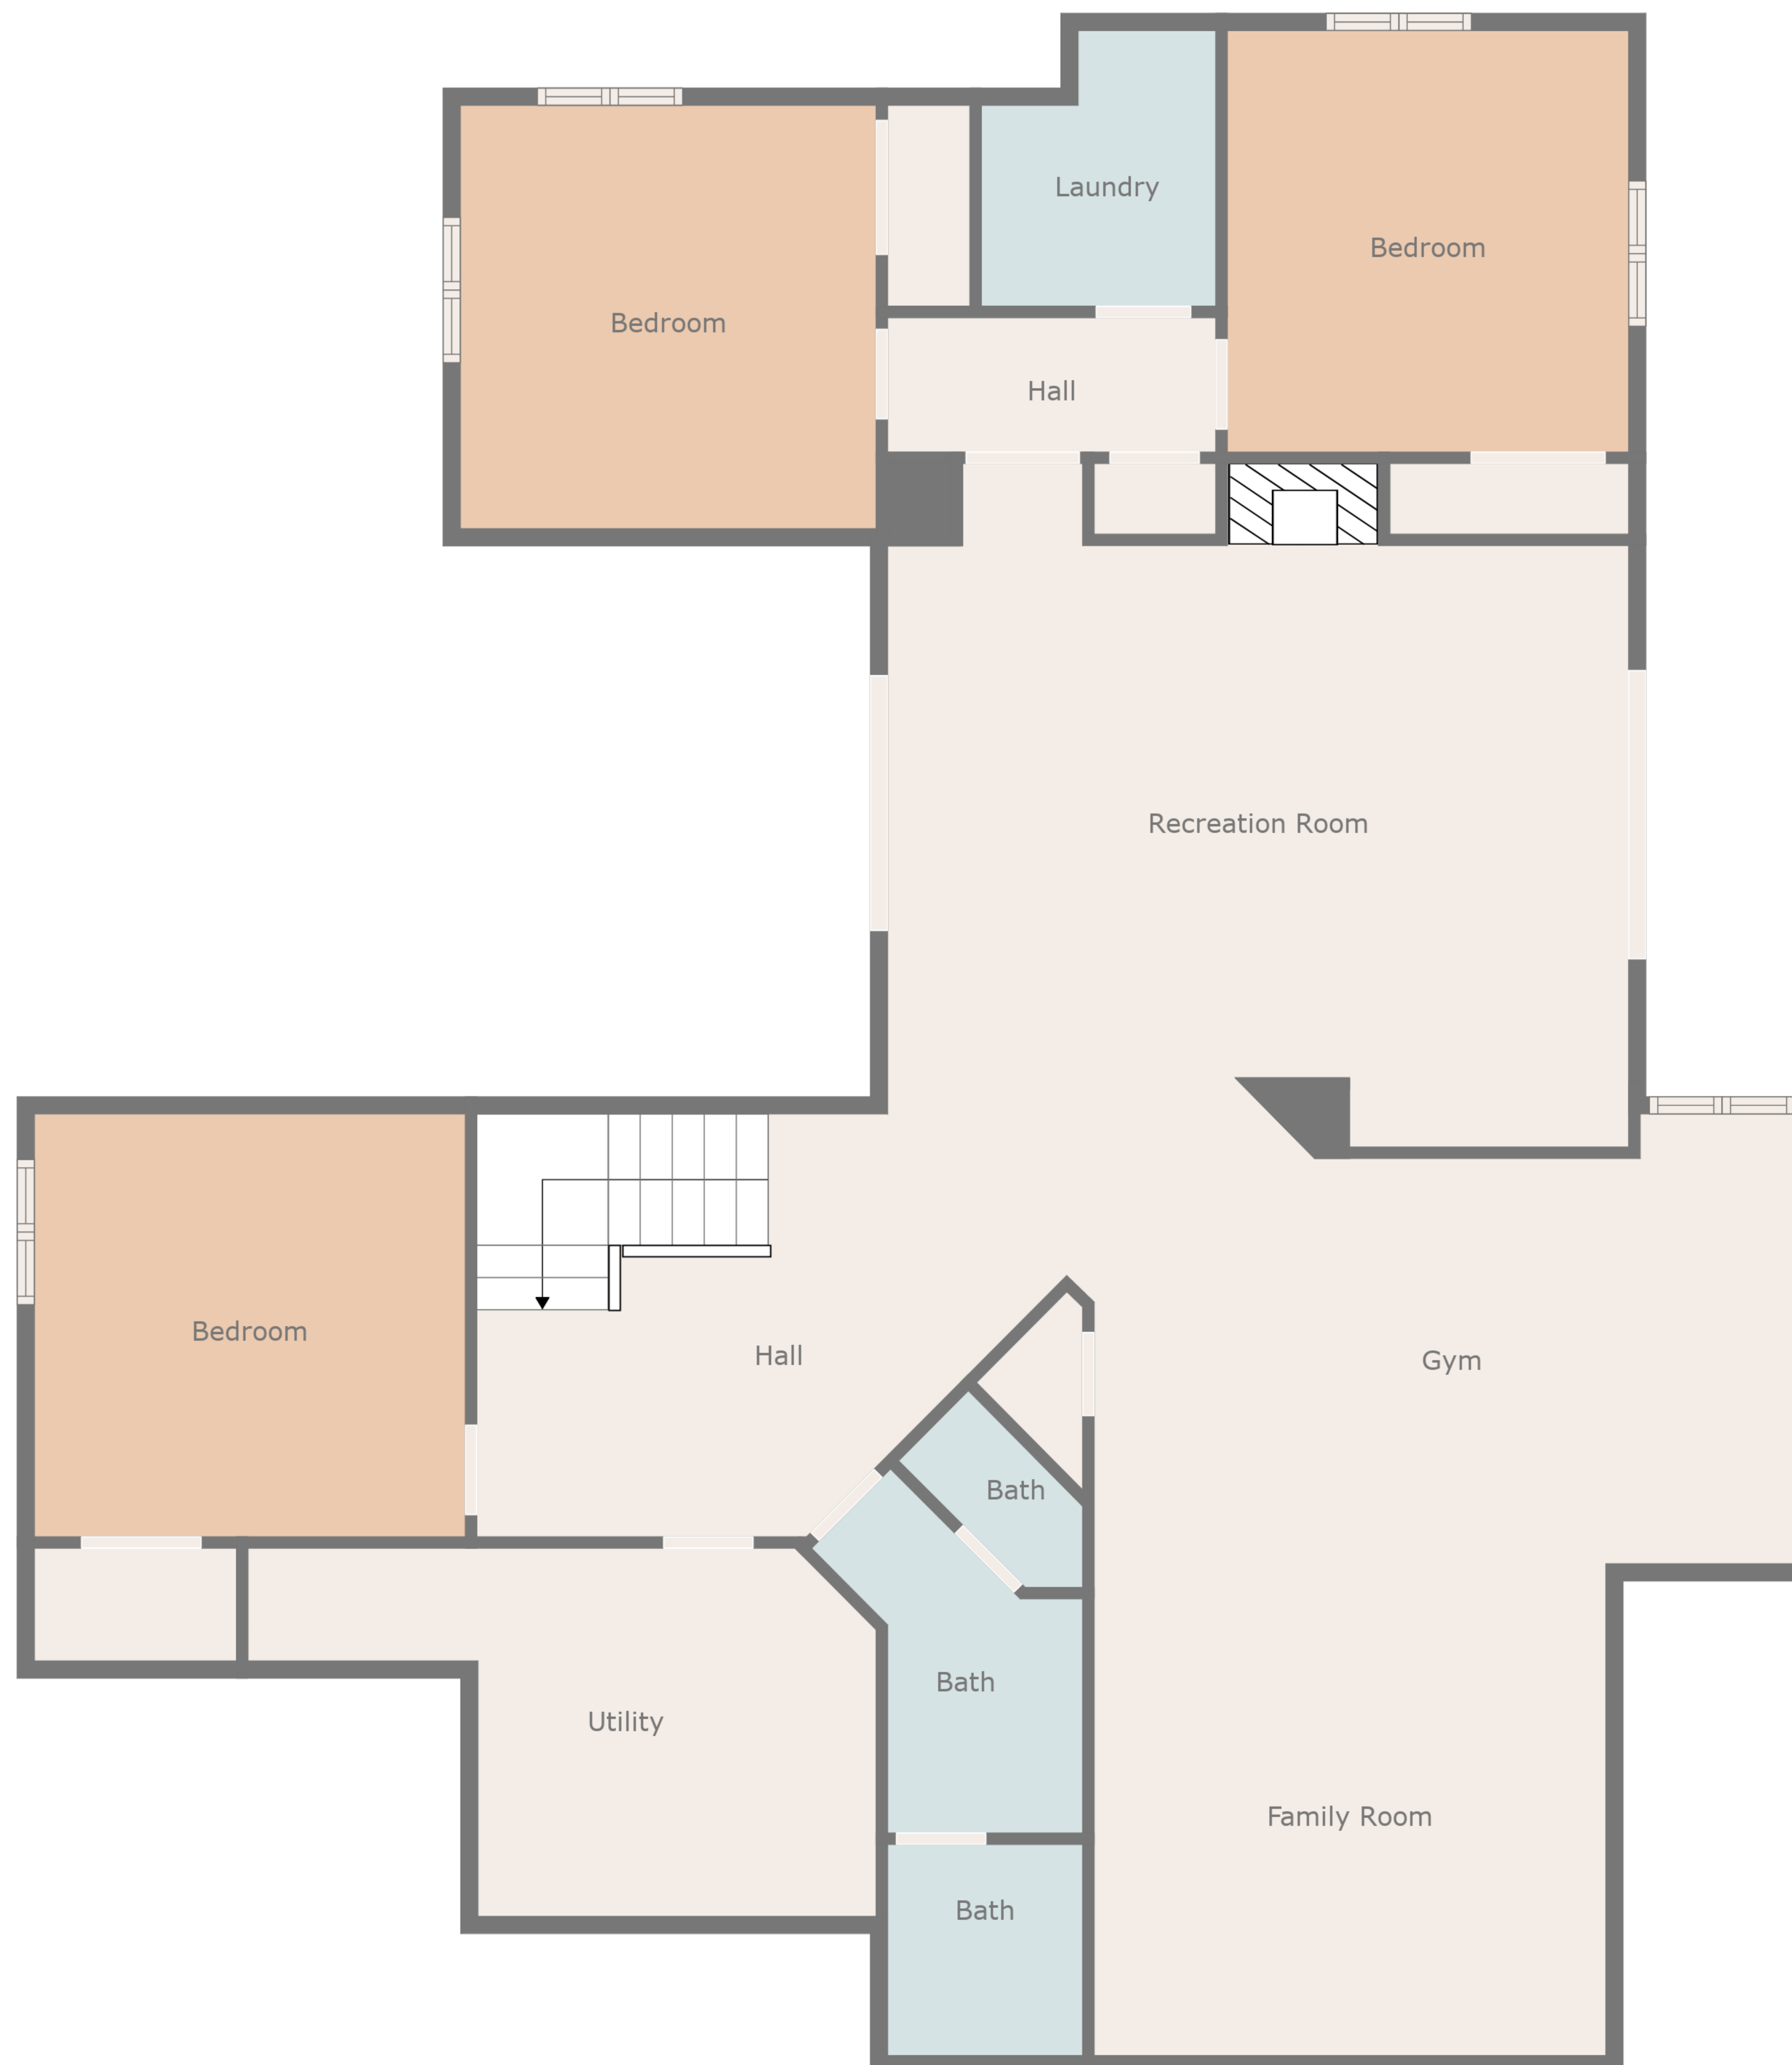 Laundry
Bedroom
Bedroom
Hall
Recreation Room
Bedroom
Hall
Gym
Bath
Bath
Utility
Family Room
Bath